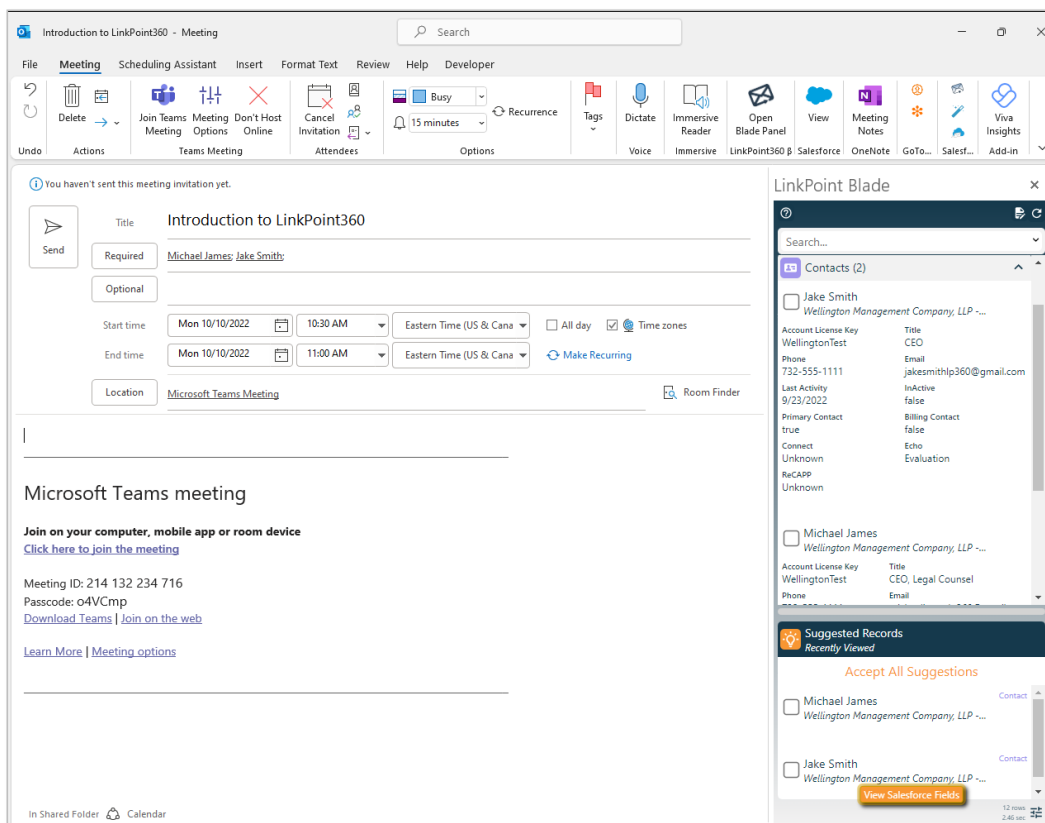 Introduction to LinkPoint360 - Meeting
Search
File Meeting Scheduling Assistant Insert Format Text Review Help Developer
Delete
Join Teams Meeting
Meeting Options
Don't Host Online
Cancel Invitation
Busy
15 minutes
Recurrence
Tags
Dictate
Immersive Reader
Open Blade Panel
View
Meeting Notes
Viva Insights
Undo Actions Teams Meeting Attendees Options Voice Immersive LinkPoint360 β Salesforce OneNote GoTo... Salesf... Add-in
You haven't sent this meeting invitation yet.
Send
Title Introduction to LinkPoint360
Required Michael James; Jake Smith;
Optional
Start time Mon 10/10/2022 10:30 AM Eastern Time (US & Cana All day Time zones
End time Mon 10/10/2022 11:00 AM Eastern Time (US & Cana Make Recurring
Location Microsoft Teams Meeting Room Finder
Microsoft Teams meeting
Join on your computer, mobile app or room device
Click here to join the meeting
Meeting ID: 214 132 234 716
Passcode: o4VCmp
Download Teams | Join on the web
Learn More | Meeting options
In Shared Folder Calendar
LinkPoint Blade
Search...
Contacts (2)
Jake Smith
Wellington Management Company, LLP -...
Account License Key Title
WellingtonTest CEO
Phone Email
732-555-1111 jakesmithlp360@gmail.com
Last Activity InActive
9/23/2022 false
Primary Contact Billing Contact
true false
Connect Echo
Unknown Evaluation
ReCAPP
Unknown
Michael James
Wellington Management Company, LLP -...
Account License Key Title
WellingtonTest CEO, Legal Counsel
Phone Email
Suggested Records
Recently Viewed
Accept All Suggestions
Michael James Contact
Wellington Management Company, LLP -...
Jake Smith Contact
Wellington Management Company, LLP -...
View Salesforce Fields
12 rows
2.46 sec